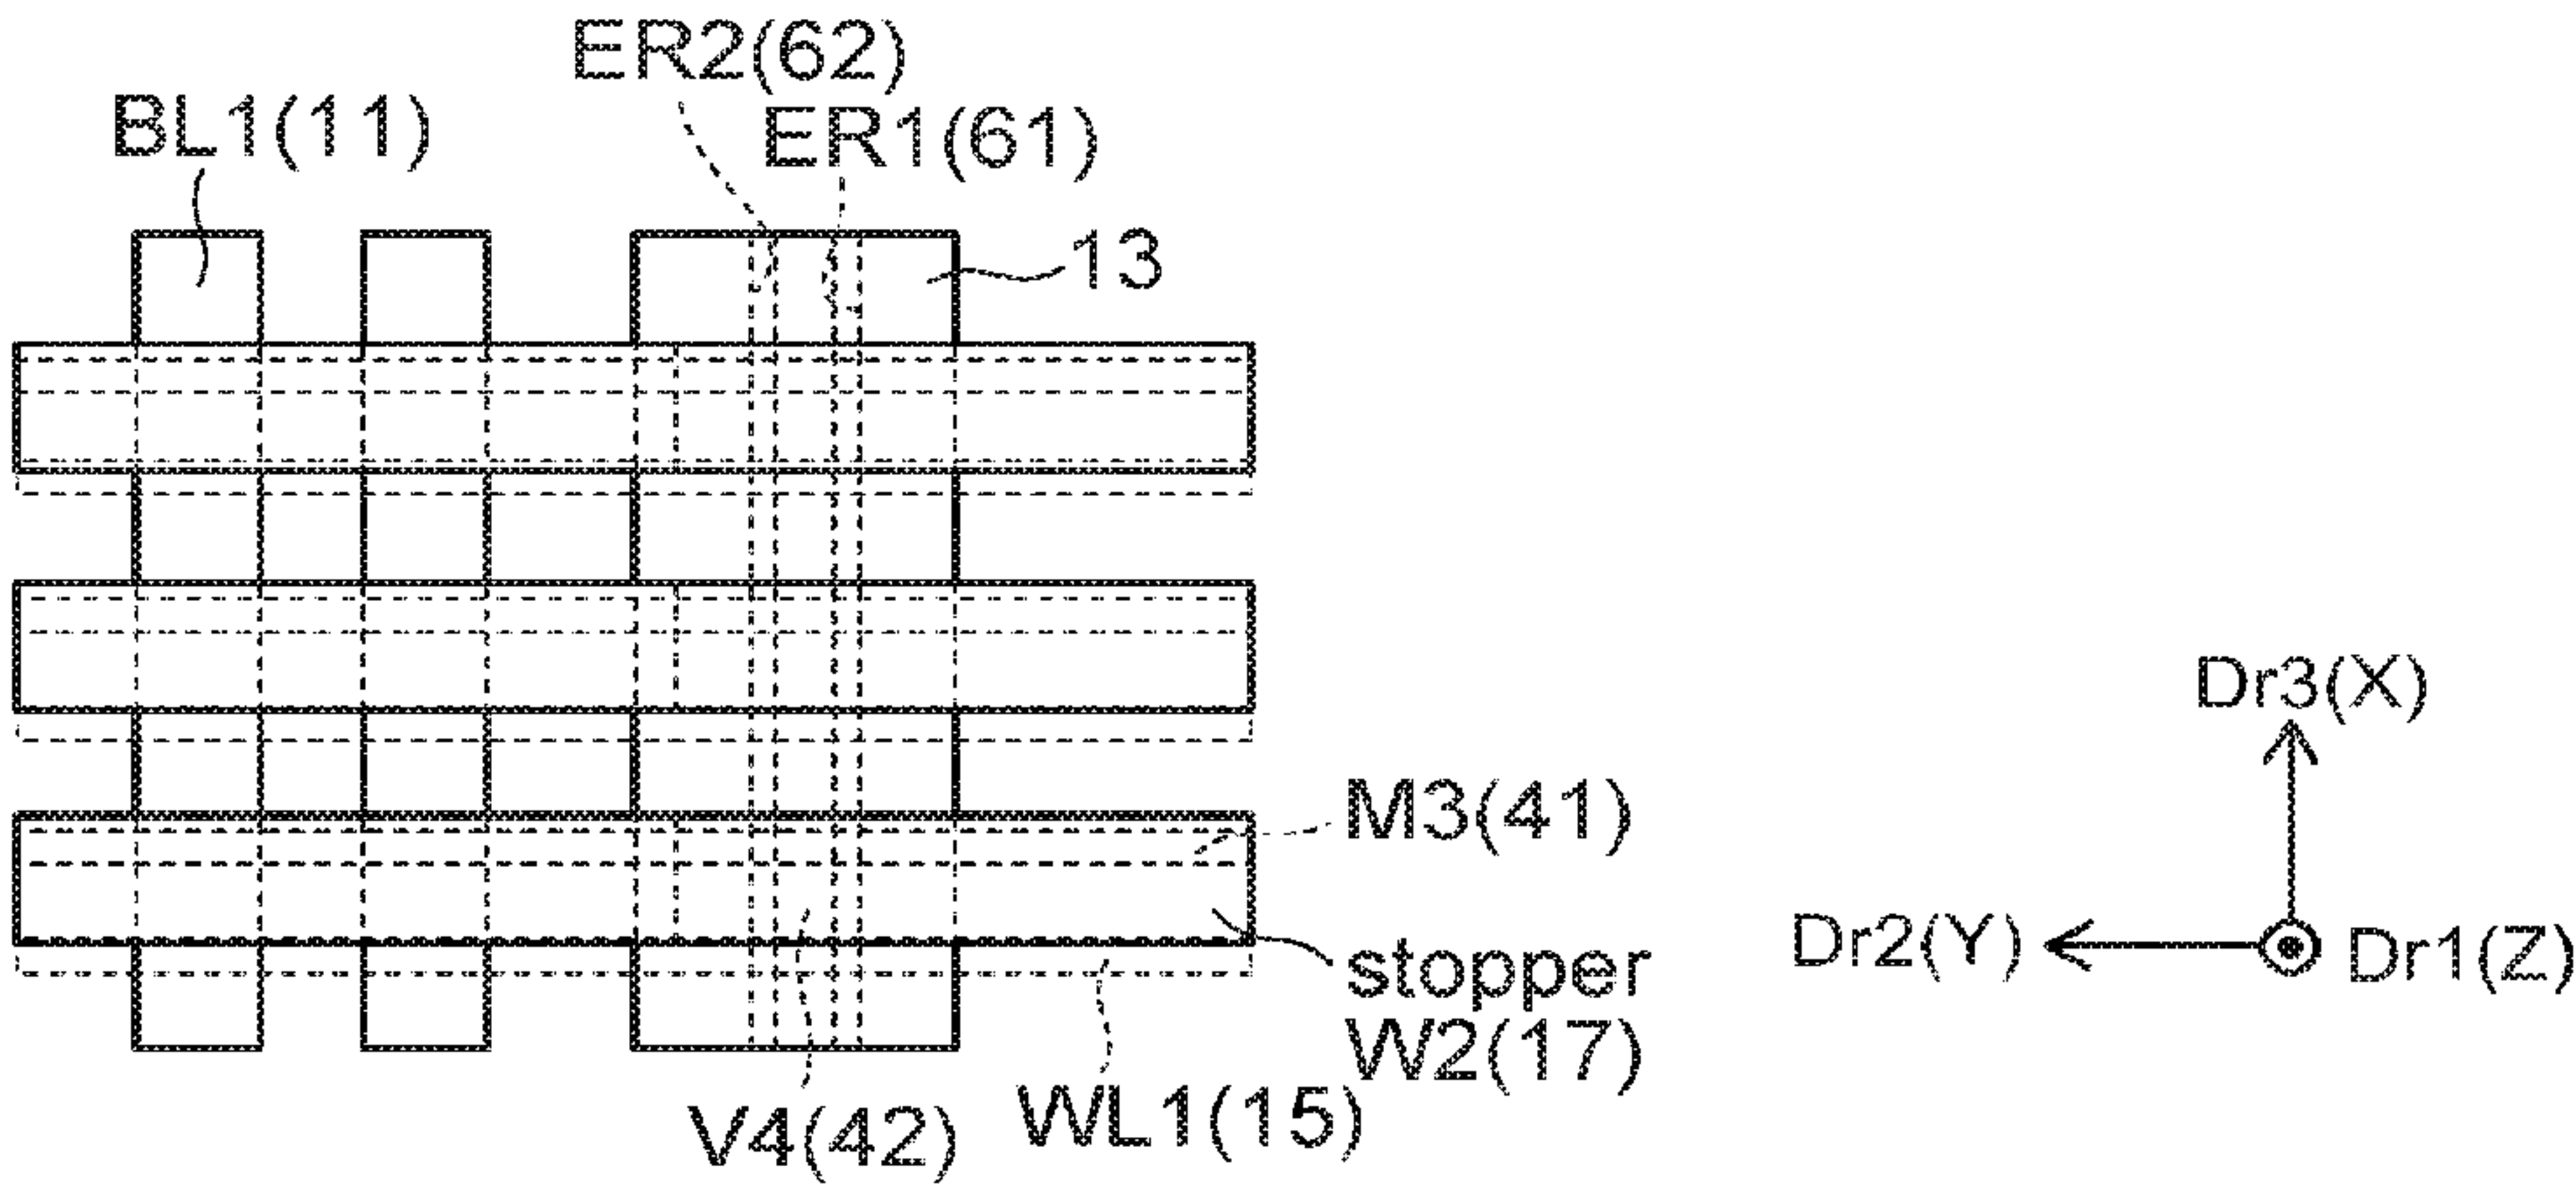 ER2(62)
BL1(11)
ER1(61)
13
Dr3(X)
M3(41)
Dr2(Y)
Dr1(Z)
stopper
W2(17)
WL1(15)
V4(42)